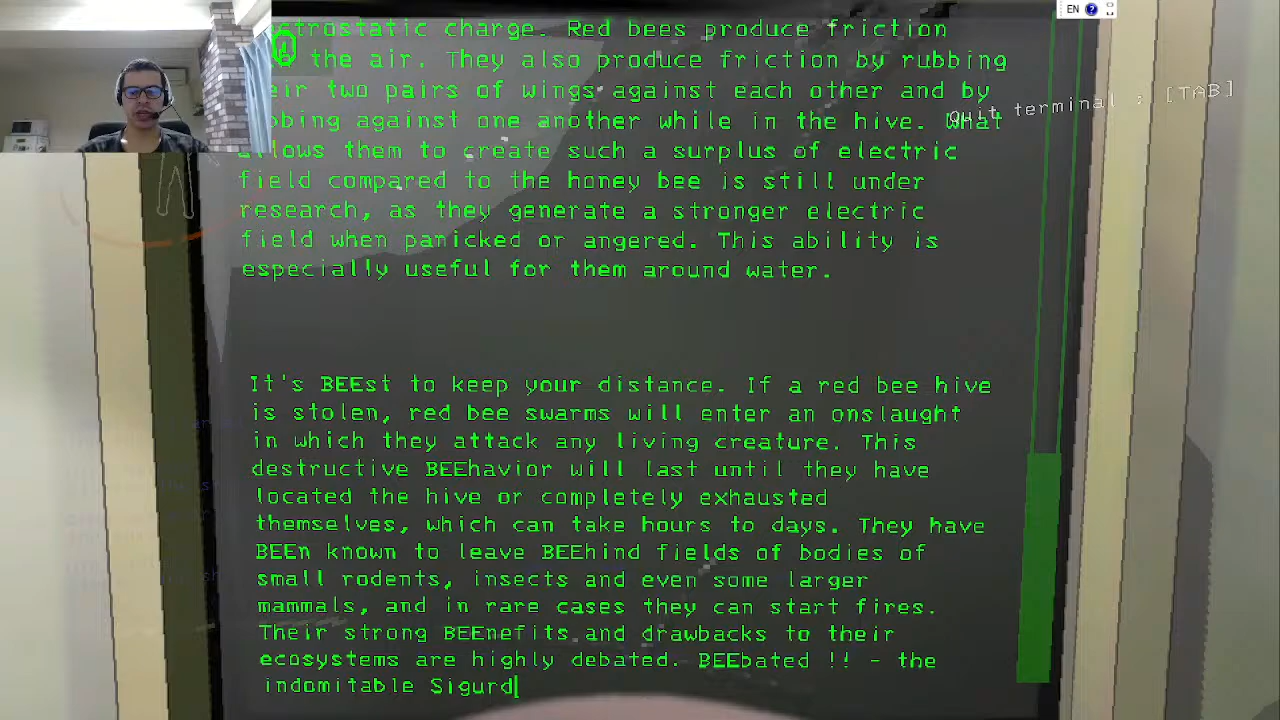 ctrostatic charge. Red bees produce friction
the air. They also produce friction by rubbing
eir two pairs of wings against each other and by
bbing against one another while in the hive. What
allows them to create such a surplus of electric
field compared to the honey bee is still under
research, as they generate a stronger electric
field when panicked or angered. This ability is
especially useful for them around water.
It's BEEst to keep your distance. If a red bee hive
is stolen, red bee swarms will enter an onslaught
in which they attack any living creature. This
destructive BEEhavior will last until they have
located the hive or completely exhausted
themselves, which can take hours to days. They have
BEEn known to leave BEEhind fields of bodies of
small rodents, insects and even some larger
mammals, and in rare cases they can start fires.
Their strong BEEnefits and drawbacks to their
ecosystems are highly debated. BEEbated !! - the
indomitable Sigurd
Quit terminal : [TAB]
EN